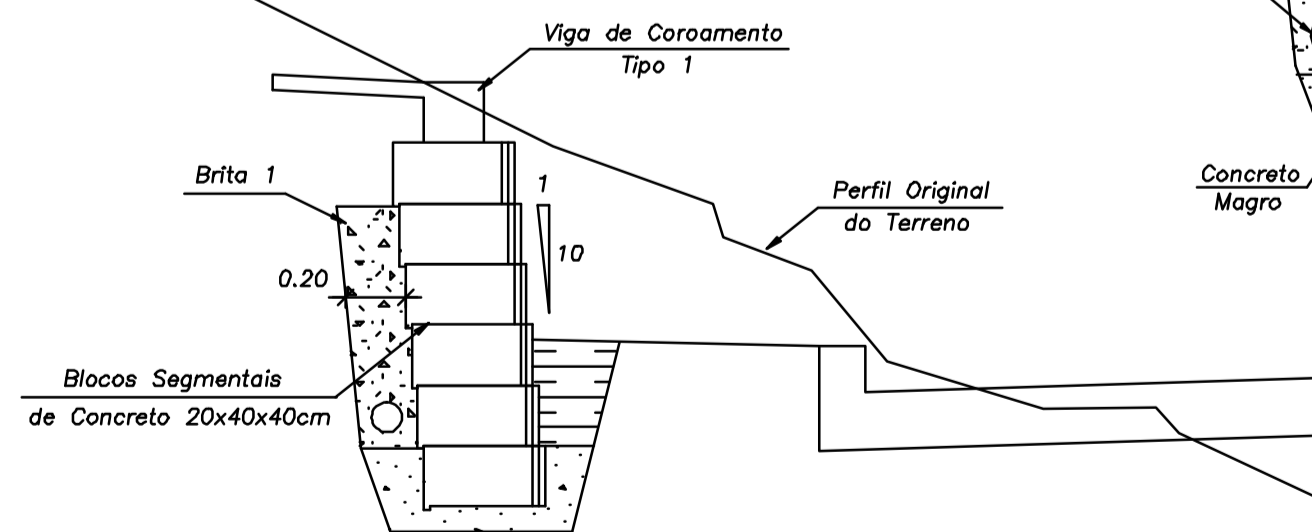 Viga de Coroamento
Tipo 1
Brita 1
1
10
Perfil Original
do Terreno
Concreto
Magro
0.20
Blocos Segmentais
de Concreto 20x40x40cm